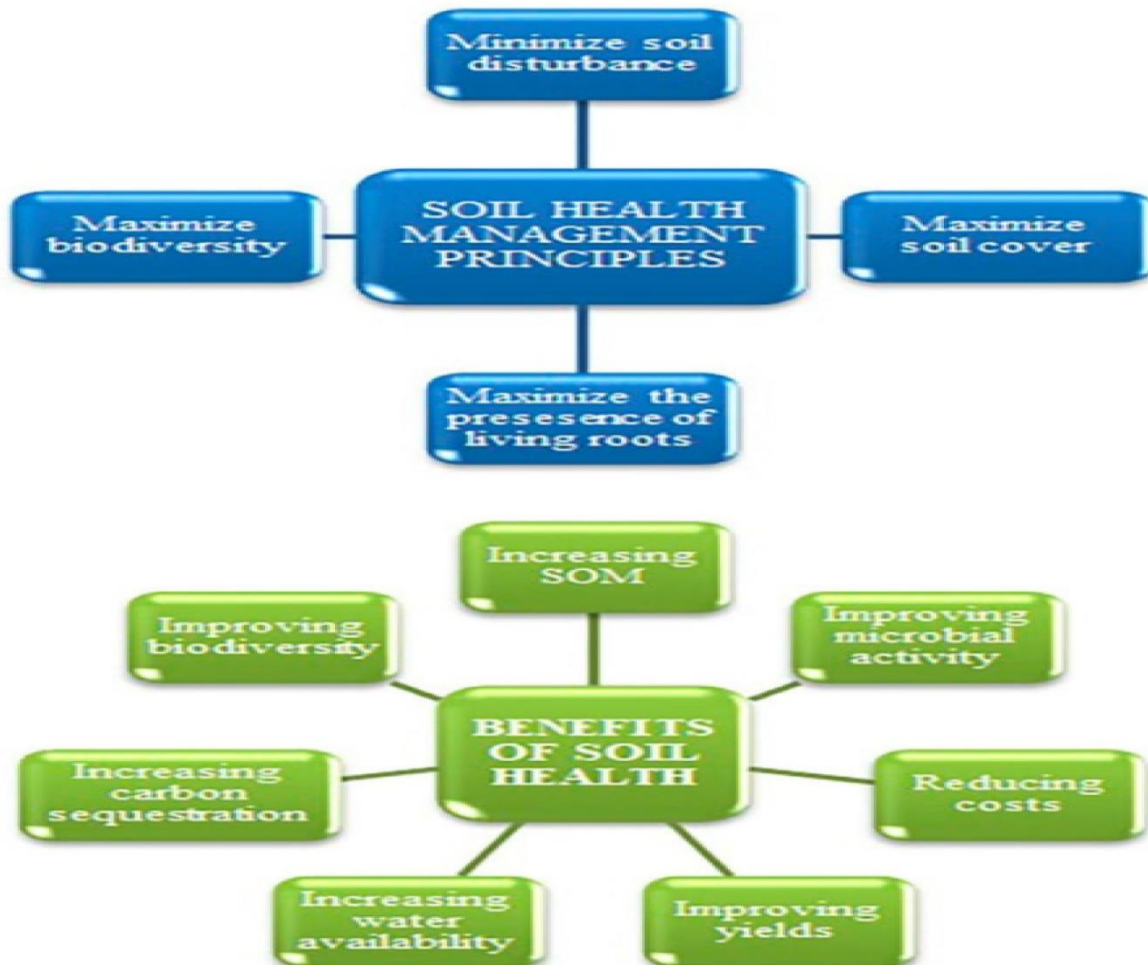 Minimize soil
disturbance
Maximize
biodiversity
SOIL HEALTH
MANAGEMENT
PRINCIPLES
Maximize
soil cover
Maximize the
presesence of
living roots
Increasing
SOM
Improving
biodiversity
Improving
microbial
activity
BENEFITS
OF SOIL
HEALTH
Increasing
carbon
sequestration
Reducing
costs
Increasing
water
availability
Improving
yields